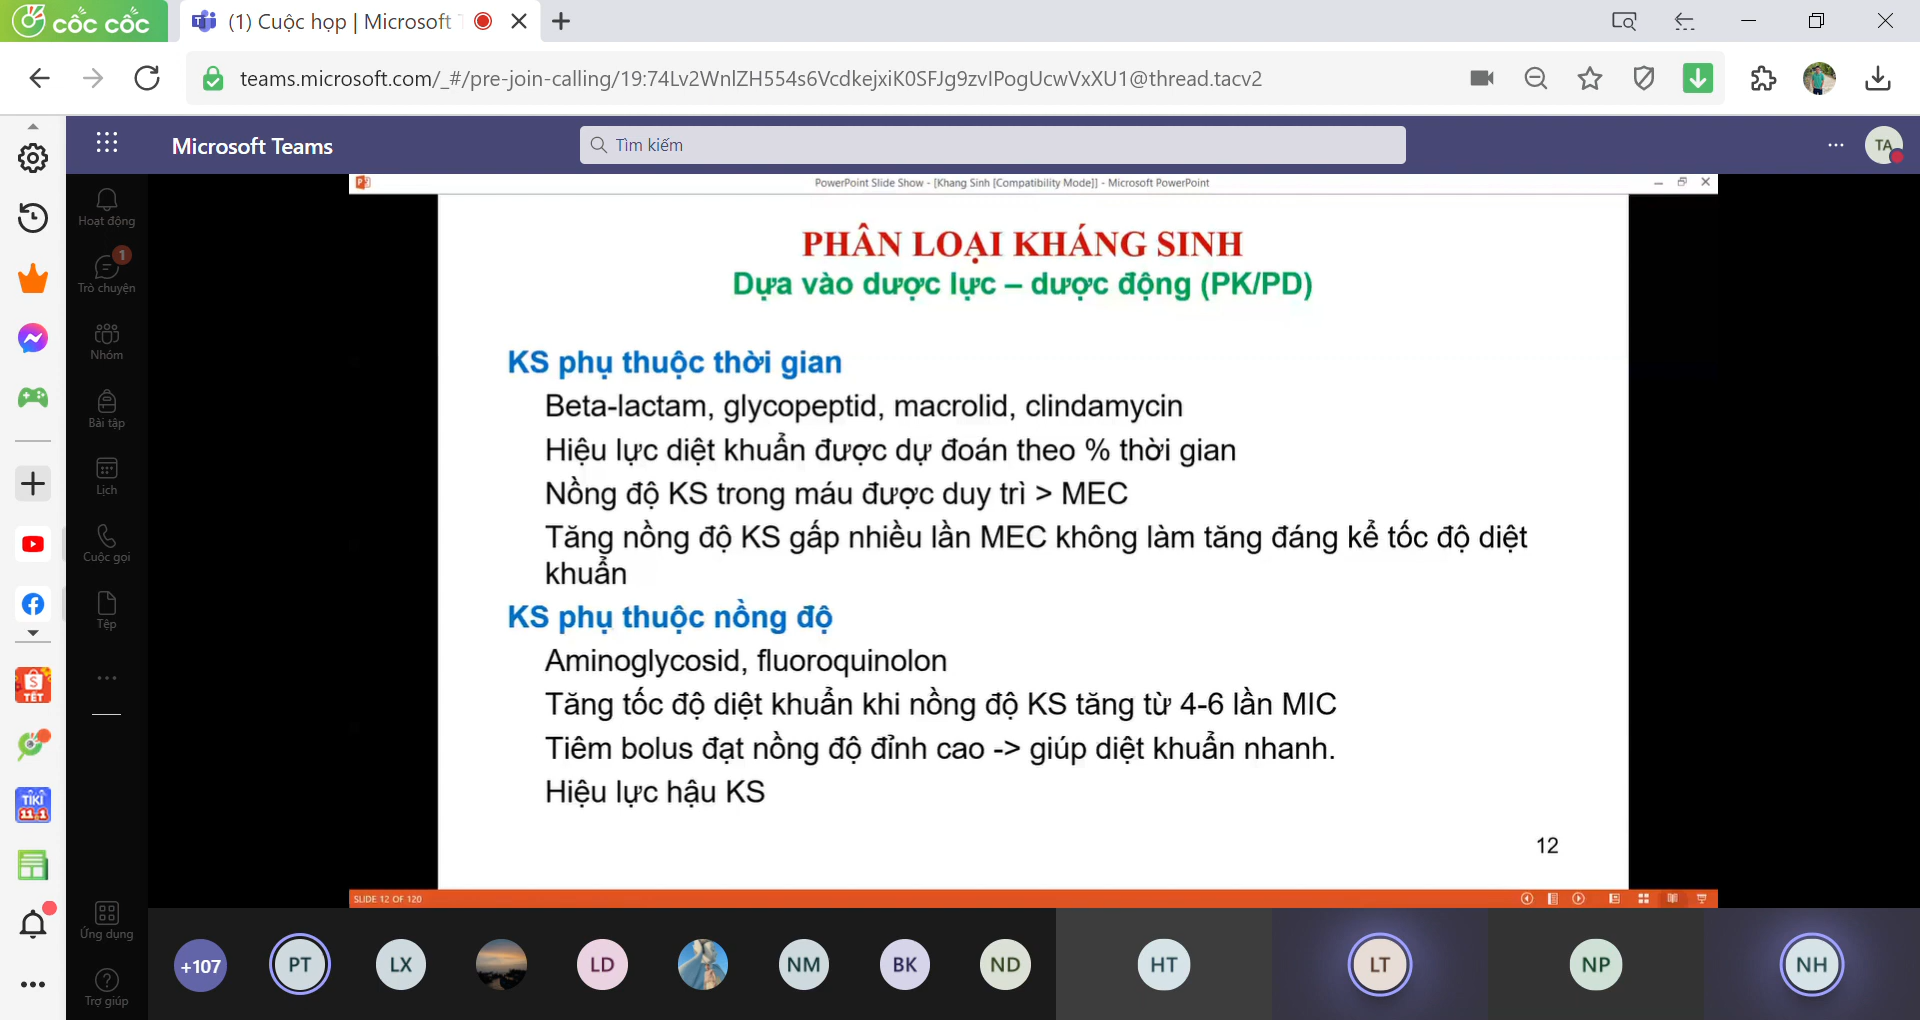 cốc cốc
(1) Cuộc họp | Microsoft T
teams.microsoft.com/_#/pre-join-calling/19:74Lv2WnlZH554s6VcdkejxiK0SFJg9zvIPogUcwVxXU1@thread.tacv2
Microsoft Teams
Tìm kiếm
TA
Hoạt động
1
Trò chuyện
Nhóm
Bài tập
Lịch
Cuộc gọi
Tệp
Ứng dụng
Trợ giúp
TẾT
TIKI
11.1
PowerPoint Slide Show - [Khang Sinh [Compatibility Mode]] - Microsoft PowerPoint
PHÂN LOẠI KHÁNG SINH
Dựa vào dược lực – dược động (PK/PD)
KS phụ thuộc thời gian
Beta-lactam, glycopeptid, macrolid, clindamycin
Hiệu lực diệt khuẩn được dự đoán theo % thời gian
Nồng độ KS trong máu được duy trì > MEC
Tăng nồng độ KS gấp nhiều lần MEC không làm tăng đáng kể tốc độ diệt
khuẩn
KS phụ thuộc nồng độ
Aminoglycosid, fluoroquinolon
Tăng tốc độ diệt khuẩn khi nồng độ KS tăng từ 4-6 lần MIC
Tiêm bolus đạt nồng độ đỉnh cao -> giúp diệt khuẩn nhanh.
Hiệu lực hậu KS
12
SLIDE 12 OF 120
+107
PT
LX
LD
NM
BK
ND
HT
LT
NP
NH